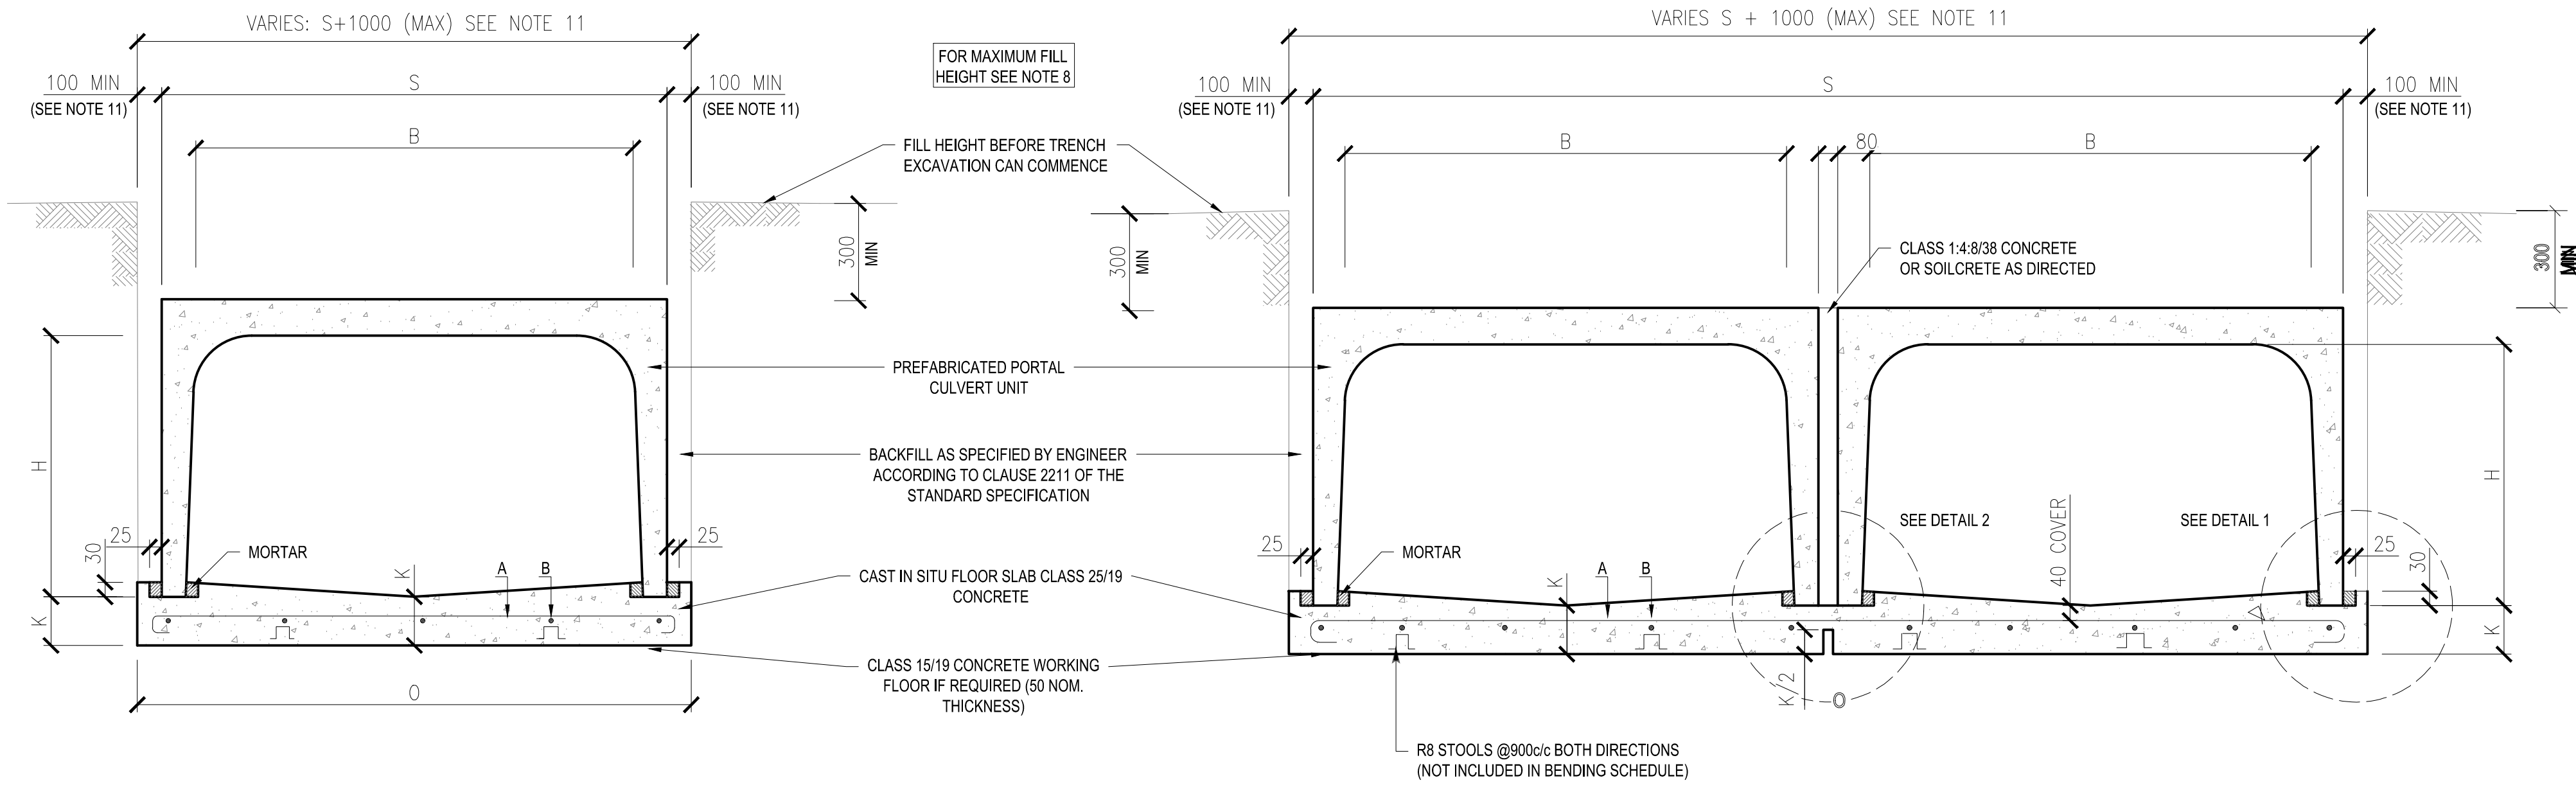 VARIES: S+1000 (MAX) SEE NOTE 11
VARIES S + 1000 (MAX) SEE NOTE 11
FOR MAXIMUM FILL
HEIGHT SEE NOTE 8
100 MIN
(SEE NOTE 11)
S
100 MIN
(SEE NOTE 11)
100 MIN
(SEE NOTE 11)
S
100 MIN
(SEE NOTE 11)
B
FILL HEIGHT BEFORE TRENCH
EXCAVATION CAN COMMENCE
B
80
B
300
MIN
300
MIN
CLASS 1:4:8/38 CONCRETE
OR SOILCRETE AS DIRECTED
300
MIN
PREFABRICATED PORTAL
CULVERT UNIT
H
BACKFILL AS SPECIFIED BY ENGINEER
ACCORDING TO CLAUSE 2211 OF THE
STANDARD SPECIFICATION
H
SEE DETAIL 2
SEE DETAIL 1
40 COVER
25
30
MORTAR
25
25
MORTAR
25
30
K
A
B
CAST IN SITU FLOOR SLAB CLASS 25/19
CONCRETE
K
A
B
K
K
CLASS 15/19 CONCRETE WORKING
FLOOR IF REQUIRED (50 NOM.
THICKNESS)
O
K/2
O
R8 STOOLS @900c/c BOTH DIRECTIONS
(NOT INCLUDED IN BENDING SCHEDULE)